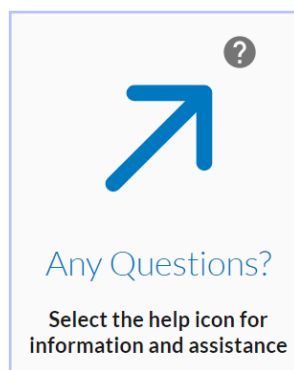 ?
Any Questions?
Select the help icon for
information and assistance